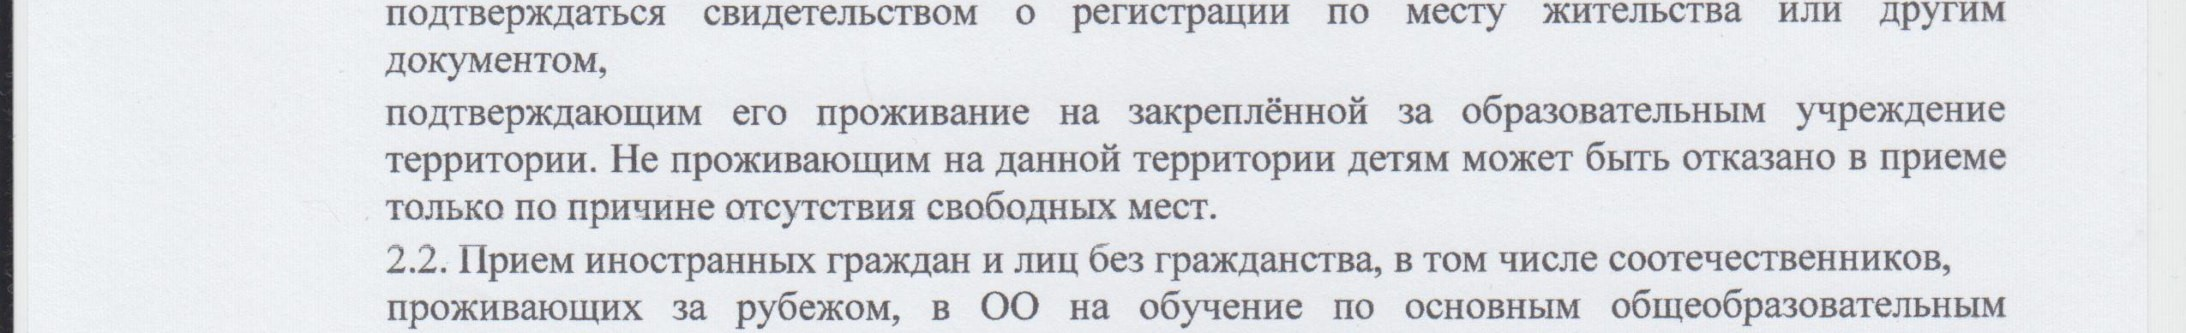 подтверждаться свидетельством о регистрации по месту жительства или другим
документом,
подтверждающим его проживание на закреплённой за образовательным учреждение
территории. Не проживающим на данной территории детям может быть отказано в приеме
только по причине отсутствия свободных мест.
2.2. Прием иностранных граждан и лиц без гражданства, в том числе соотечественников,
проживающих за рубежом, в ОО на обучение по основным общеобразовательным